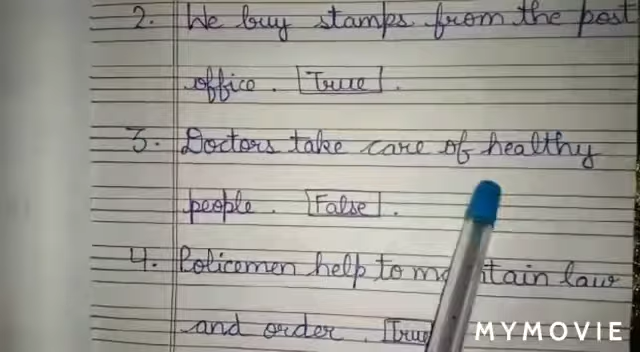 2. We buy stamps from the post
office. True.
3. Doctors take care of healthy
people. False.
4. Policemen help to law
and order.
MYMOVIE